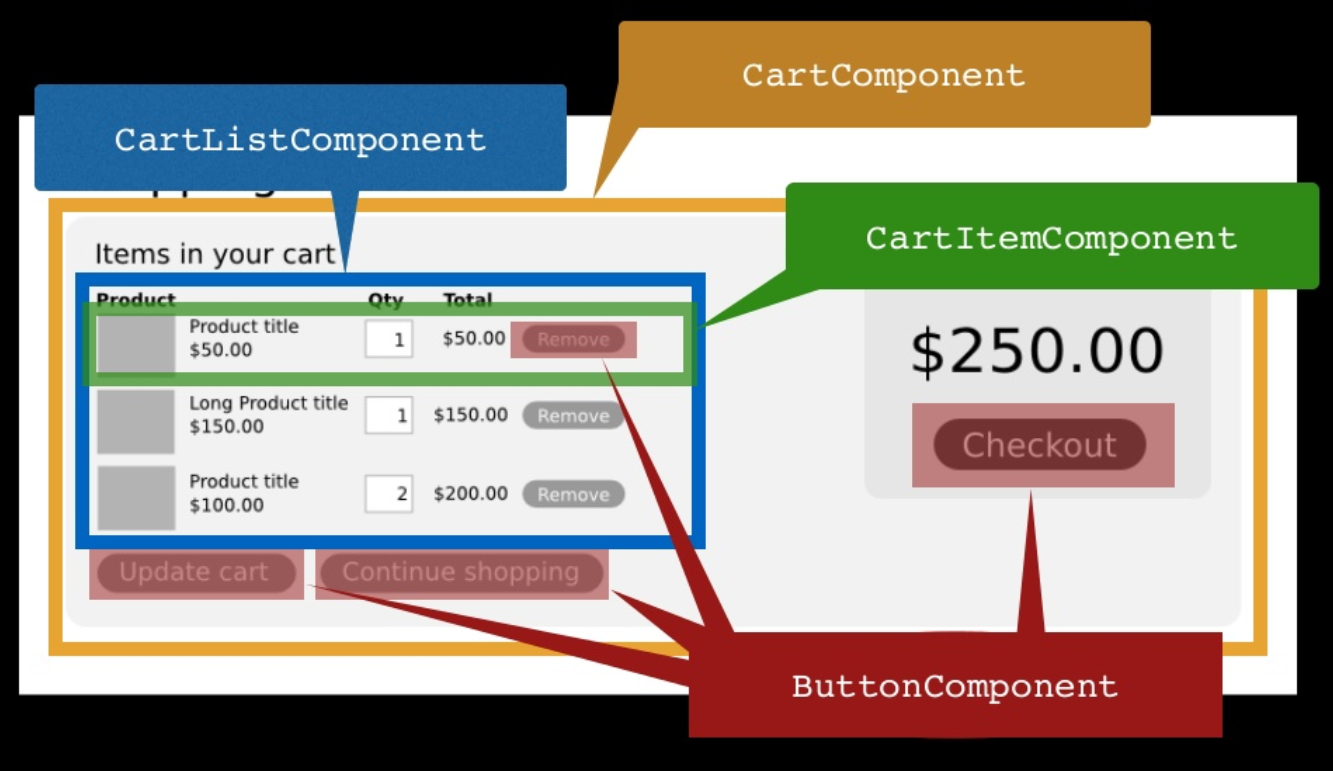 CartComponent
CartListComponent
CartItemComponent
Items in your cart
Product Qty Total
Product title
$50.00
1 $50.00 Remove
Long Product title
$150.00
1 $150.00 Remove
Product title
$100.00
2 $200.00 Remove
$250.00
Checkout
Update cart Continue shopping
ButtonComponent